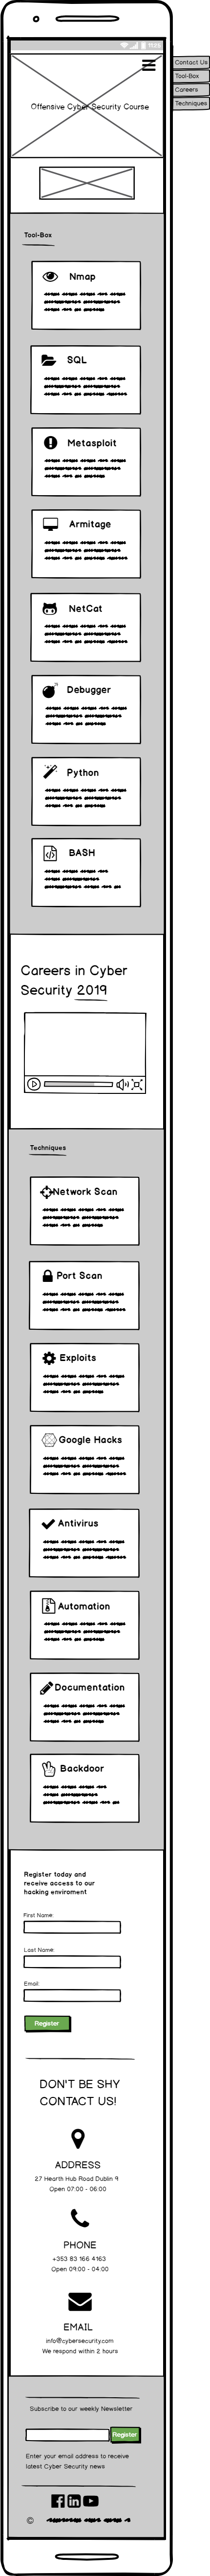 Offensive Cyber Security Course
Contact Us
Tool-Box
Careers
Techniques
Tool-Box
Nmap
SQL
Metasploit
Armitage
NetCat
Debugger
Python
BASH
Careers in Cyber
Security 2019
Techniques
Network Scan
Port Scan
Exploits
Google Hacks
Antivirus
Automation
Documentation
Backdoor
Register today and
receive access to our
hacking enviroment
First Name:
Last Name:
Email:
Register
DON'T BE SHY
CONTACT US!
ADDRESS
27 Hearth Hub Road Dublin 9
Open 07:00 - 06:00
PHONE
+353 83 166 4163
Open 09:00 - 04:00
EMAIL
info@cybersecurity.com
We respond within 2 hours
Subscribe to our weekly Newsletter
Register
Enter your email address to receive
latest Cyber Security news
©